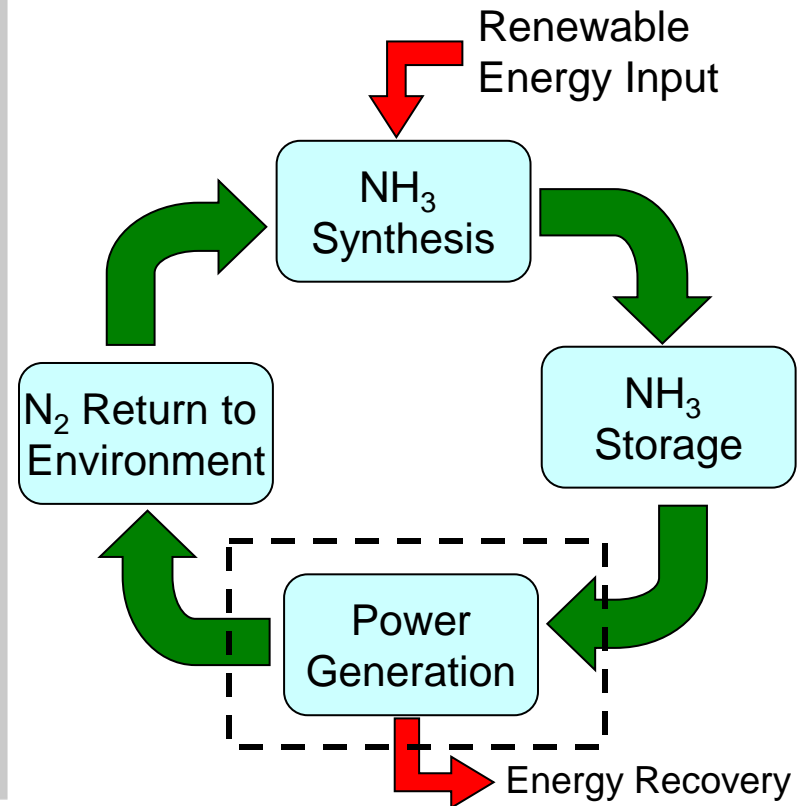 Renewable
Energy Input
NH₃
Synthesis
NH₃
Storage
N₂ Return to
Environment
Power
Generation
Energy Recovery